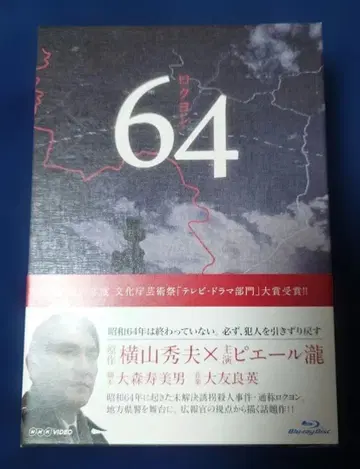 ロクヨン
64
文化庁芸術祭「テレビ・ドラマ部門」大賞受賞!!
昭和64年は終わっていない。必ず、犯人を引きずり戻す
原作 横山秀夫×主演 ピエール瀧
脚本 大森寿美男 音楽 大友良英
昭和64年に起きた未解決誘拐殺人事件・通称ロクヨン。
地方県警を舞台に、広報官の視点から描く話題作!!
NHK VIDEO
Blu-ray Disc